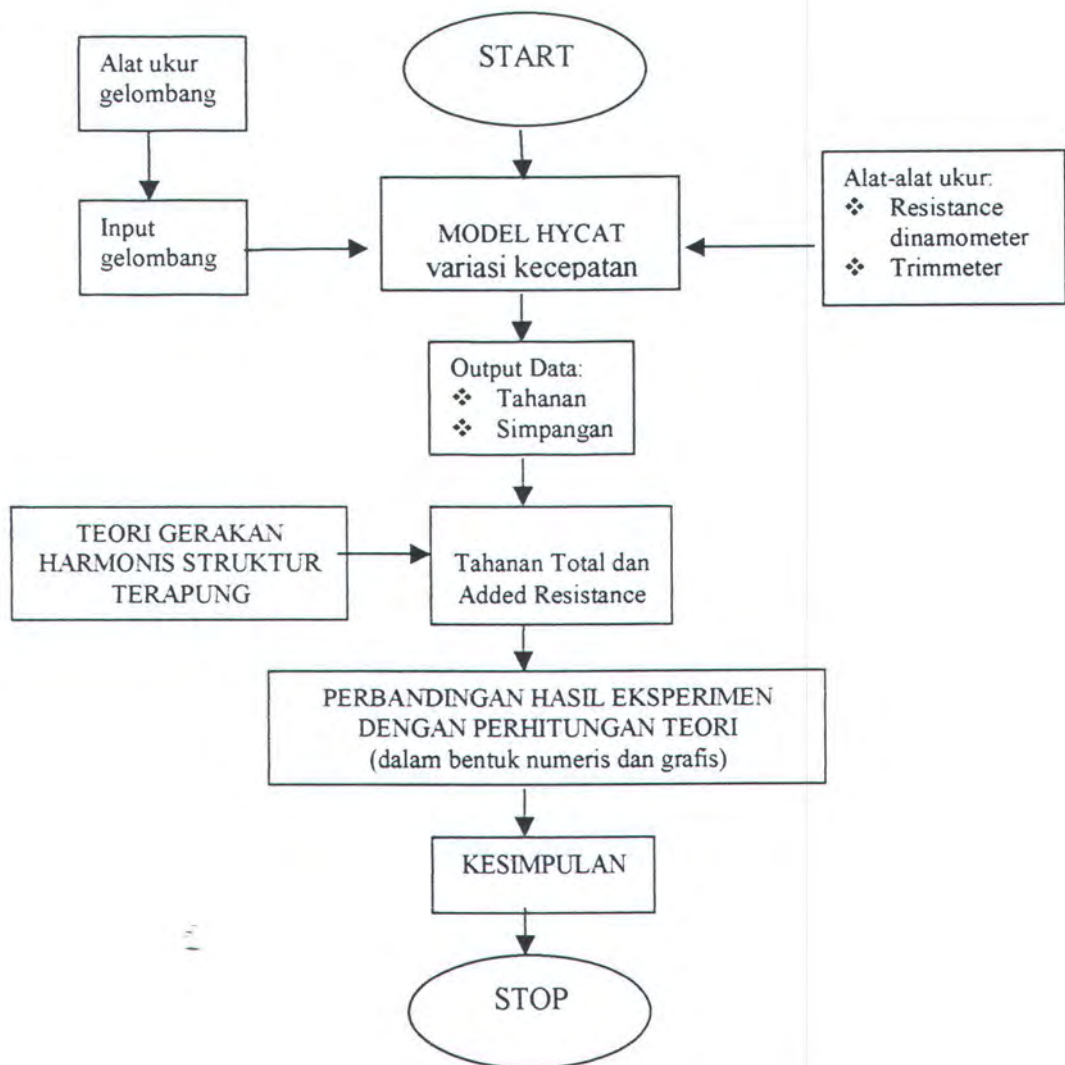 START
Alat ukur
gelombang
Input
gelombang
MODEL HYCAT
variasi kecepatan
Alat-alat ukur:
❖ Resistance
dinamometer
❖ Trimmeter
Output Data:
❖ Tahanan
❖ Simpangan
TEORI GERAKAN
HARMONIS STRUKTUR
TERAPUNG
Tahanan Total dan
Added Resistance
PERBANDINGAN HASIL EKSPERIMEN
DENGAN PERHITUNGAN TEORI
(dalam bentuk numeris dan grafis)
KESIMPULAN
STOP